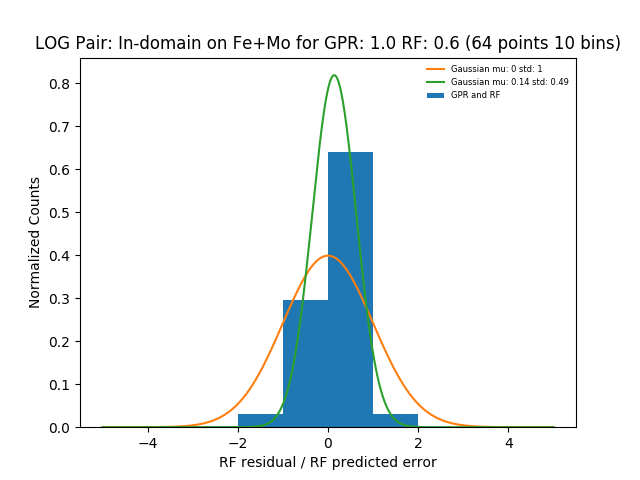 LOG Pair: In-domain on Fe+Mo for GPR: 1.0 RF: 0.6 (64 points 10 bins)
Gaussian mu: 0 std: 1
Gaussian mu: 0.14 std: 0.49
GPR and RF
Normalized Counts
0.8
0.7
0.6
0.5
0.4
0.3
0.2
0.1
0.0
−4
−2
0
2
4
RF residual / RF predicted error